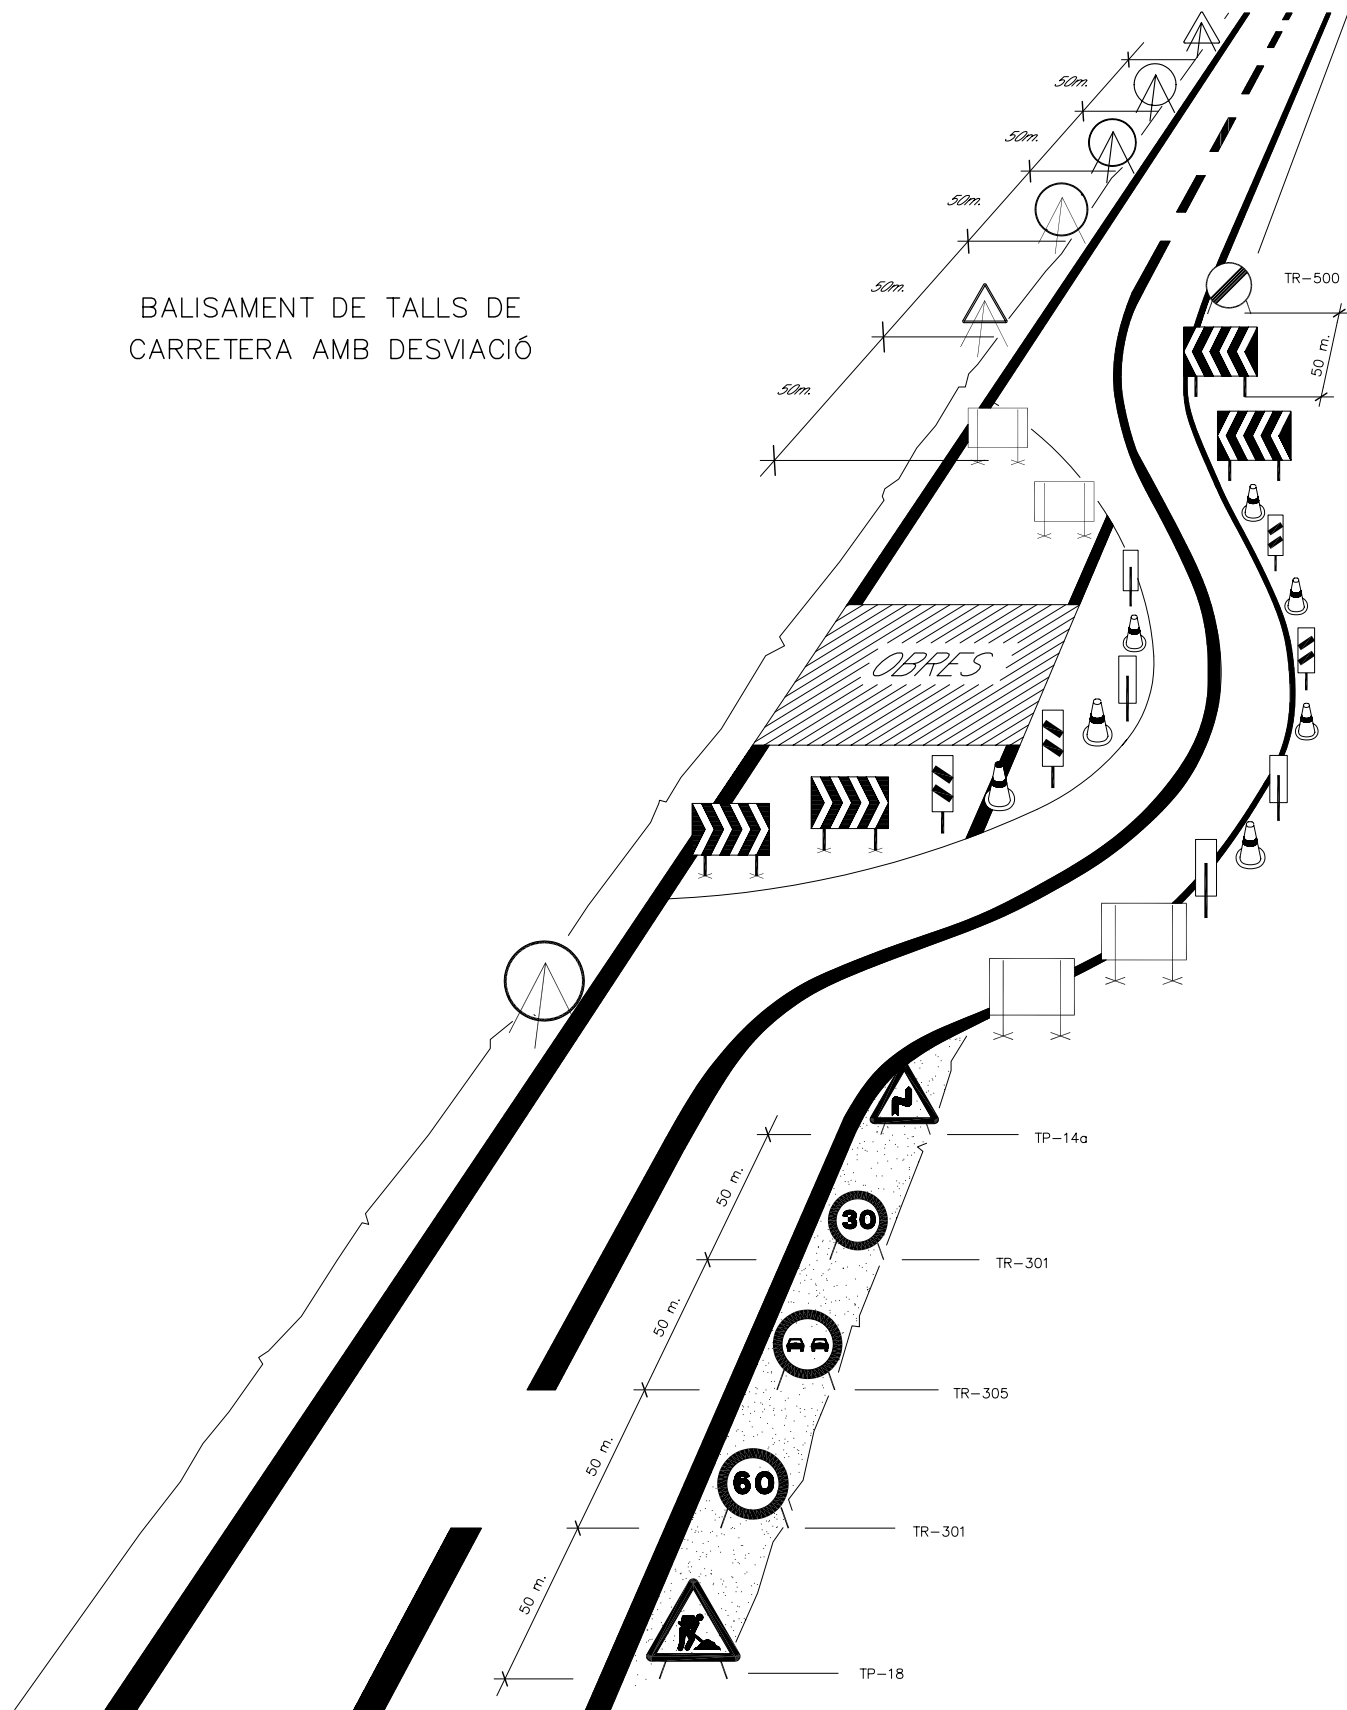 50m.
50m.
50m.
50m.
50m.
TR-500
50 m.
BALISAMENT DE TALLS DE
CARRETERA AMB DESVIACIÓ
OBRES
TP-14a
50 m.
30
TR-301
50 m.
TR-305
50 m.
60
TR-301
50 m.
TP-18